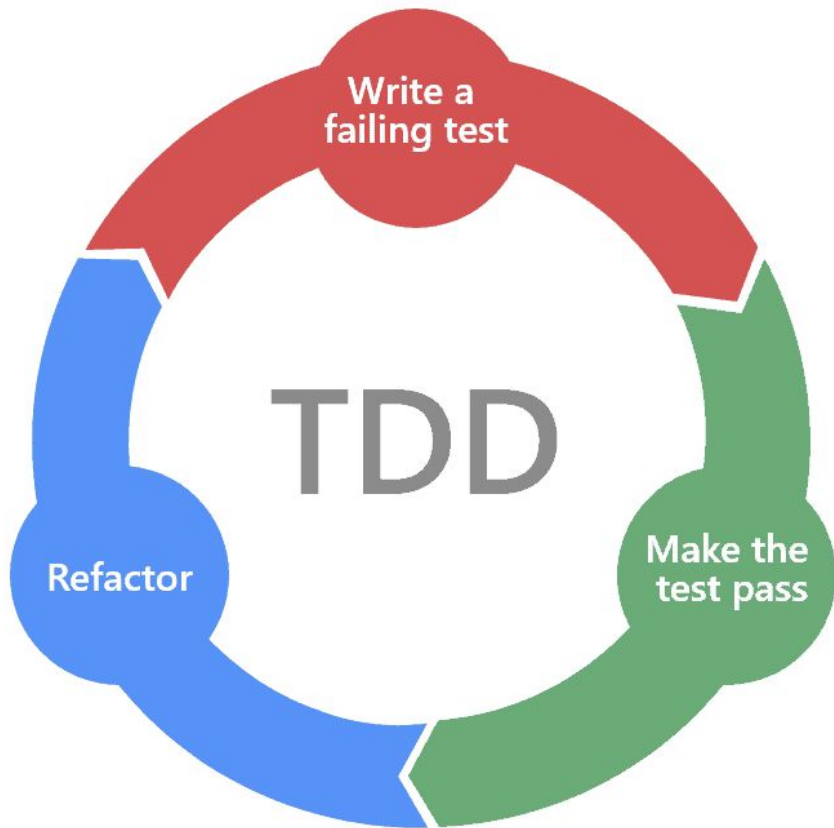 Write a
failing test
TDD
Make the
test pass
Refactor